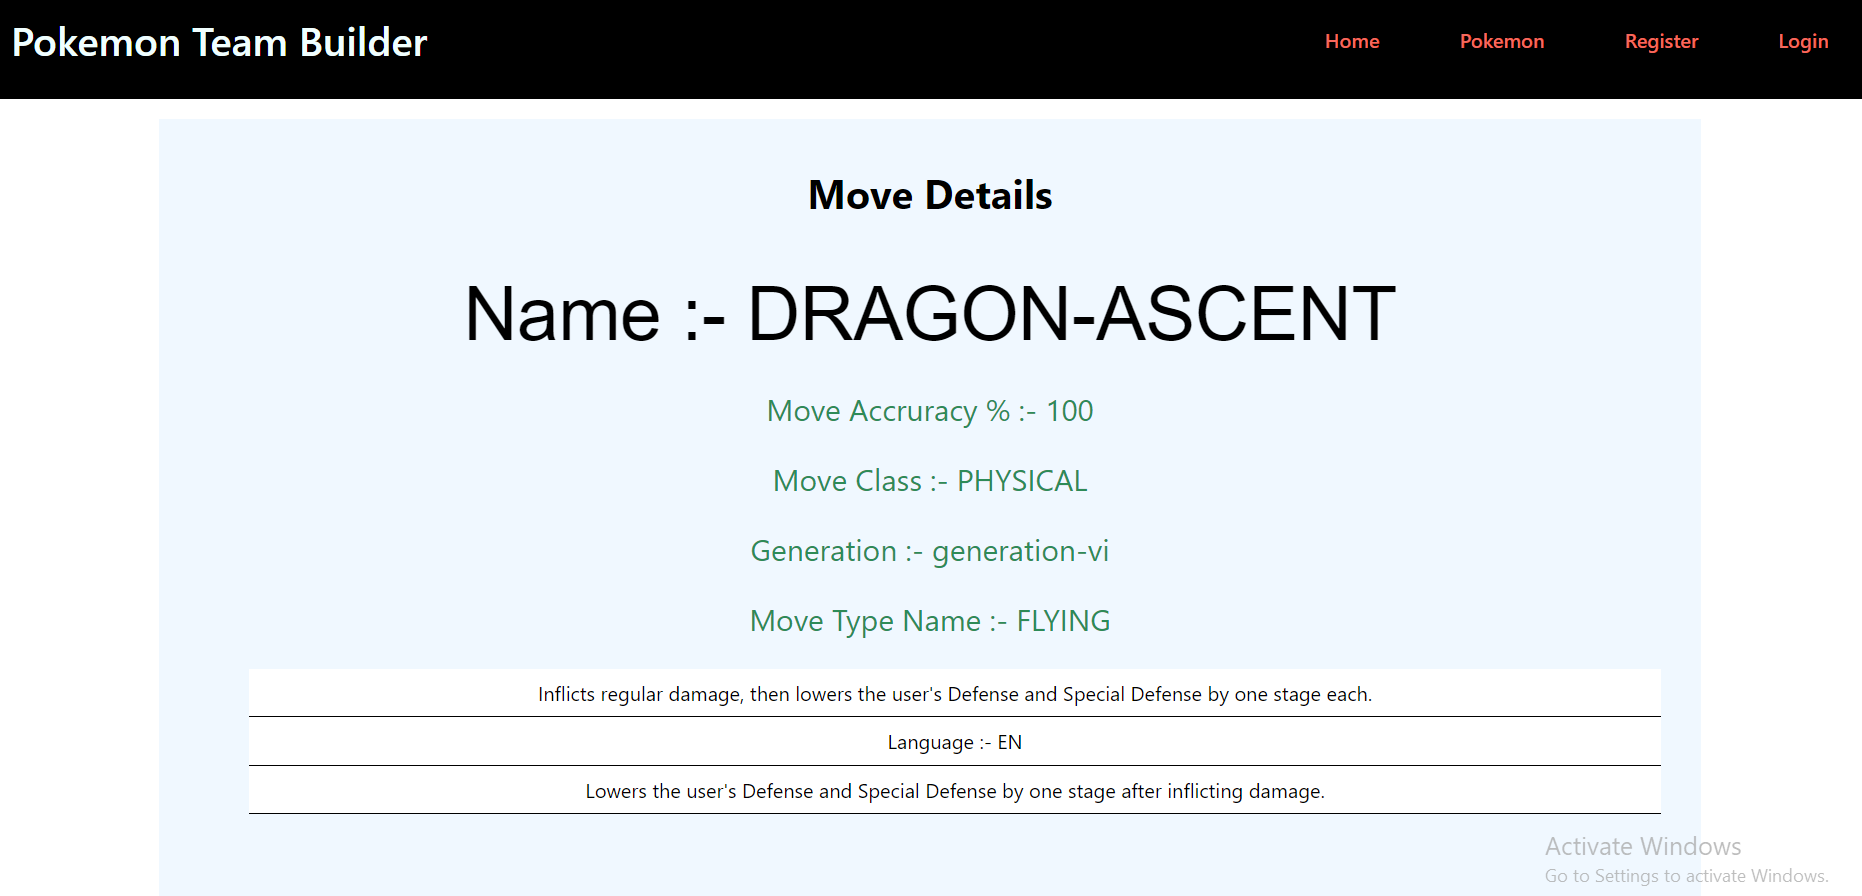 Pokemon Team Builder
Home Pokemon Register Login
Move Details
Name :- DRAGON-ASCENT
Move Accruracy % :- 100
Move Class :- PHYSICAL
Generation :- generation-vi
Move Type Name :- FLYING
Inflicts regular damage, then lowers the user's Defense and Special Defense by one stage each.
Language :- EN
Lowers the user's Defense and Special Defense by one stage after inflicting damage.
Activate Windows
Go to Settings to activate Windows.